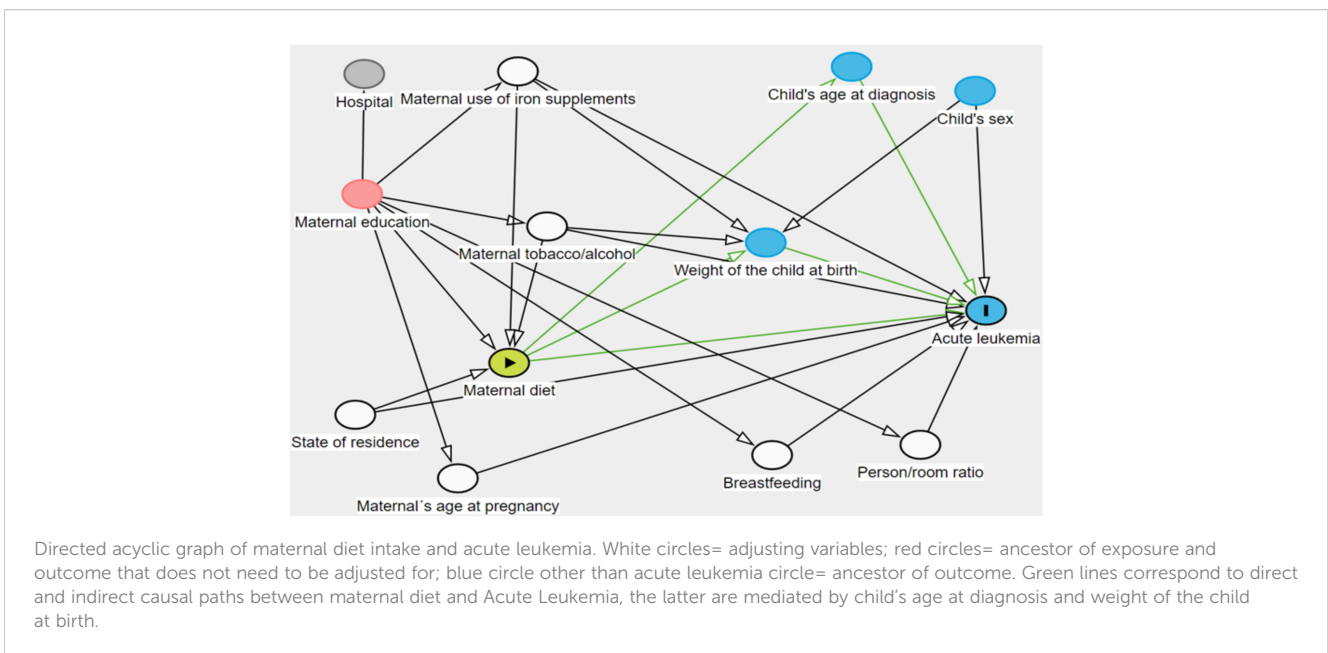 Hospital
Maternal use of iron supplements
Child's age at diagnosis
Child's sex
Maternal education
Maternal tobacco/alcohol
Weight of the child at birth
Acute leukemia
Maternal diet
State of residence
Maternal´s age at pregnancy
Breastfeeding
Person/room ratio
Directed acyclic graph of maternal diet intake and acute leukemia. White circles= adjusting variables; red circles= ancestor of exposure and
outcome that does not need to be adjusted for; blue circle other than acute leukemia circle= ancestor of outcome. Green lines correspond to direct
and indirect causal paths between maternal diet and Acute Leukemia, the latter are mediated by child’s age at diagnosis and weight of the child
at birth.